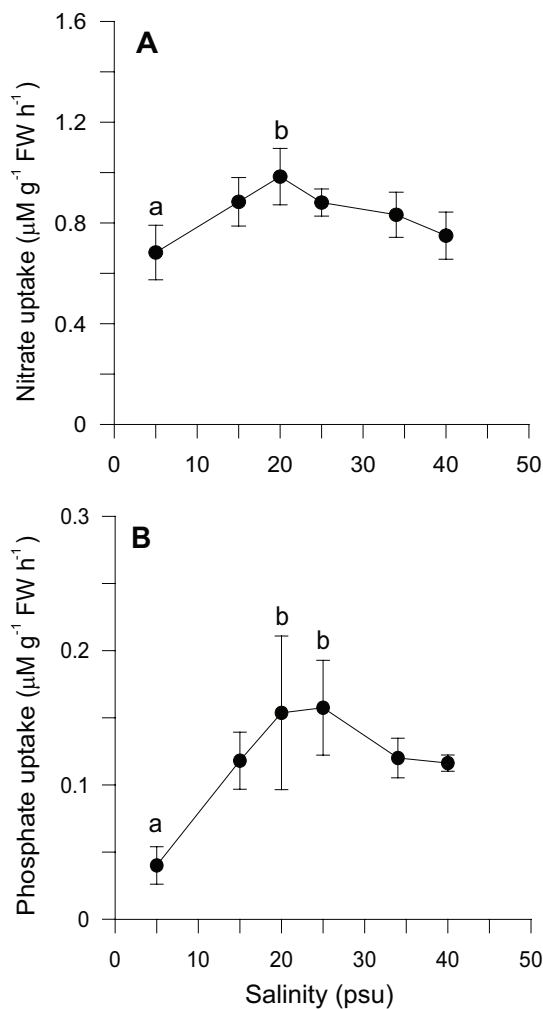 A
1.6
1.2
0.8
0.4
0
Nitrate uptake (μM g⁻¹ FW h⁻¹)
a
b
0 10 20 30 40 50
B
0.3
0.2
0.1
0
Phosphate uptake (μM g⁻¹ FW h⁻¹)
a
b
b
0 10 20 30 40 50
Salinity (psu)